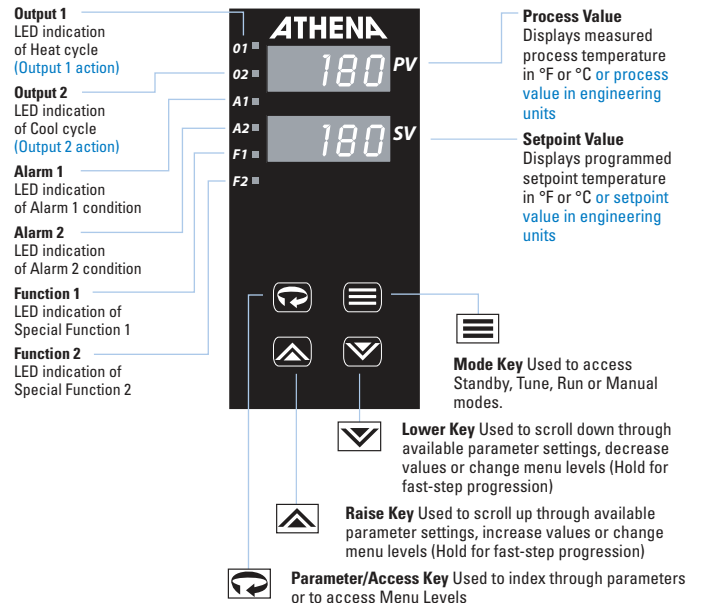 Output 1
LED indication
of Heat cycle
(Output 1 action)
Output 2
LED indication
of Cool cycle
(Output 2 action)
Alarm 1
LED indication
of Alarm 1 condition
Alarm 2
LED indication
of Alarm 2 condition
Function 1
LED indication of
Special Function 1
Function 2
LED indication of
Special Function 2
ATHENA
01
02
A1
A2
F1
F2
180 PV
180 SV
Process Value
Displays measured
process temperature
in °F or °C or process
value in engineering
units
Setpoint Value
Displays programmed
setpoint temperature
in °F or °C or setpoint
value in engineering
units
Mode Key Used to access
Standby, Tune, Run or Manual
modes.
Lower Key Used to scroll down through
available parameter settings, decrease
values or change menu levels (Hold for
fast-step progression)
Raise Key Used to scroll up through available
parameter settings, increase values or change
menu levels (Hold for fast-step progression)
Parameter/Access Key Used to index through parameters
or to access Menu Levels